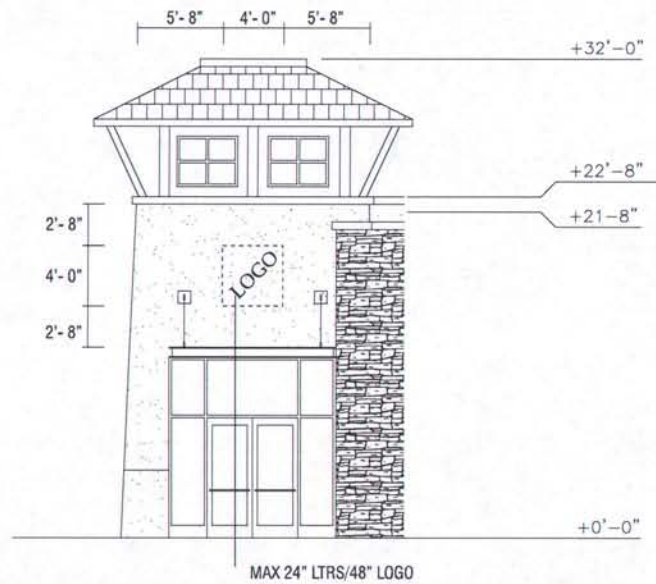 5'- 8" 4'- 0" 5'- 8"
+32'-0"
+22'-8"
+21-8"
2'- 8"
4'- 0"
LOGO
2'- 8"
+0'-0"
MAX 24" LTRS/48" LOGO